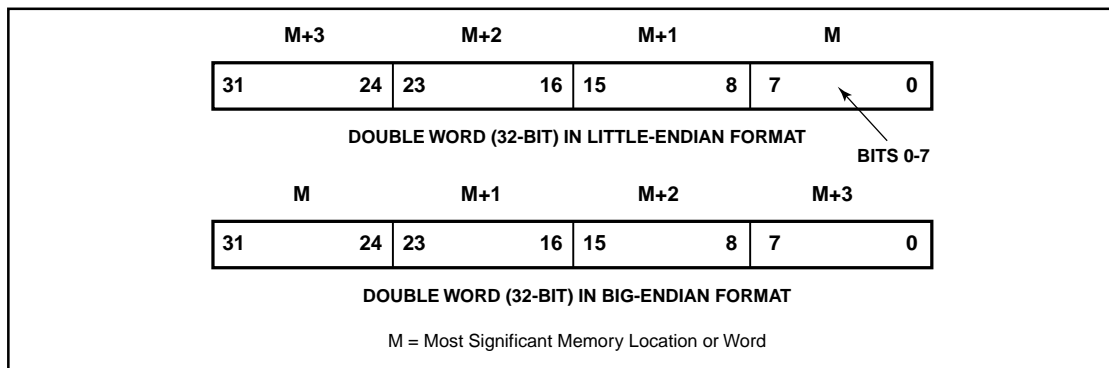 M+3 M+2 M+1 M
31 24 23 16 15 8 7 0
DOUBLE WORD (32-BIT) IN LITTLE-ENDIAN FORMAT
BITS 0-7
M M+1 M+2 M+3
31 24 23 16 15 8 7 0
DOUBLE WORD (32-BIT) IN BIG-ENDIAN FORMAT
M = Most Significant Memory Location or Word